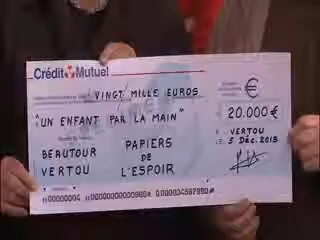 Crédit Mutuel
VINGT MILLE EUROS
€
"UN ENFANT PAR LA MAIN"
20.000 €
BEAUTOUR PAPIERS
DE
VERTOU L'ESPOIR
VERTOU
5 DEC. 2013